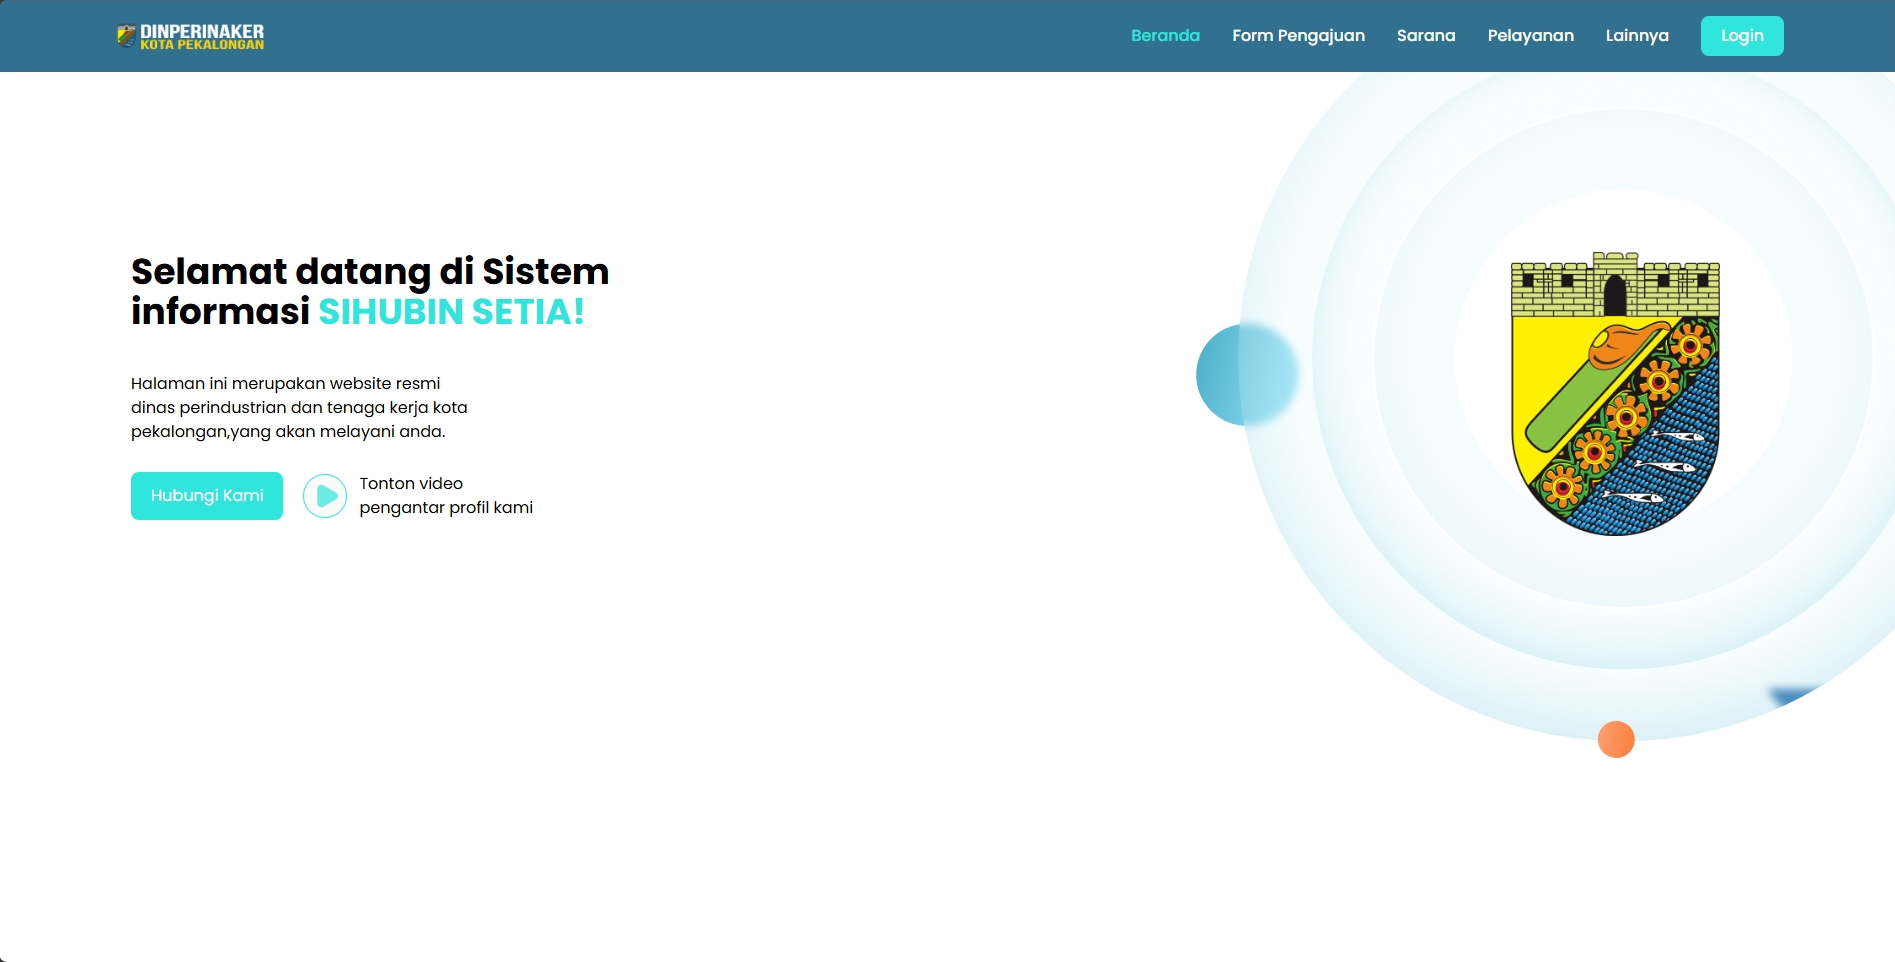 DINPERINAKER
KOTA PEKALONGAN
Beranda
Form Pengajuan
Sarana
Pelayanan
Lainnya
Login
Selamat datang di Sistem
informasi SIHUBIN SETIA!
Halaman ini merupakan website resmi
dinas perindustrian dan tenaga kerja kota
pekalongan,yang akan melayani anda.
Hubungi Kami
Tonton video
pengantar profil kami